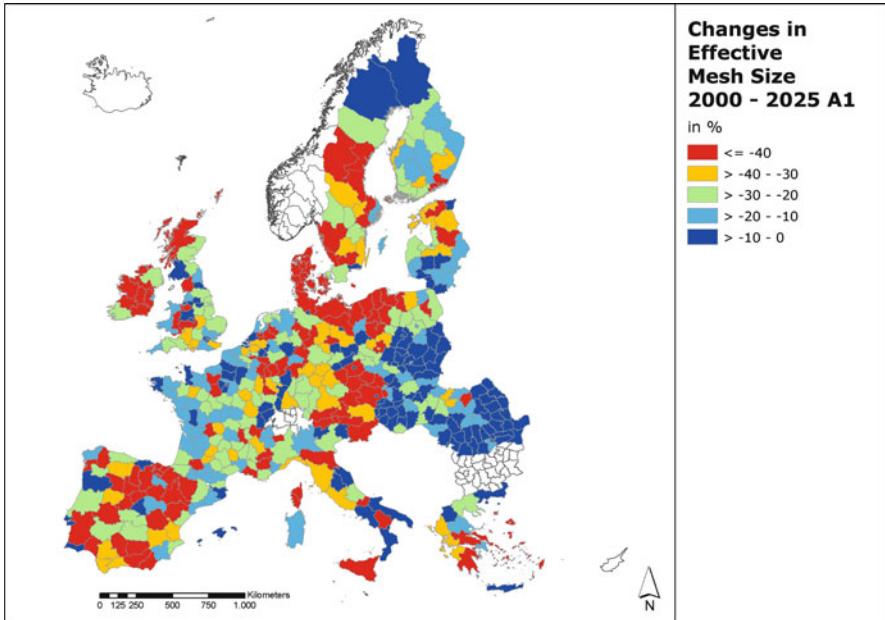 Changes in
Effective
Mesh Size
2000 - 2025 A1
in %
<= -40
> -40 - -30
> -30 - -20
> -20 - -10
> -10 - 0
Kilometers
0 125 250 500 750 1.000
N